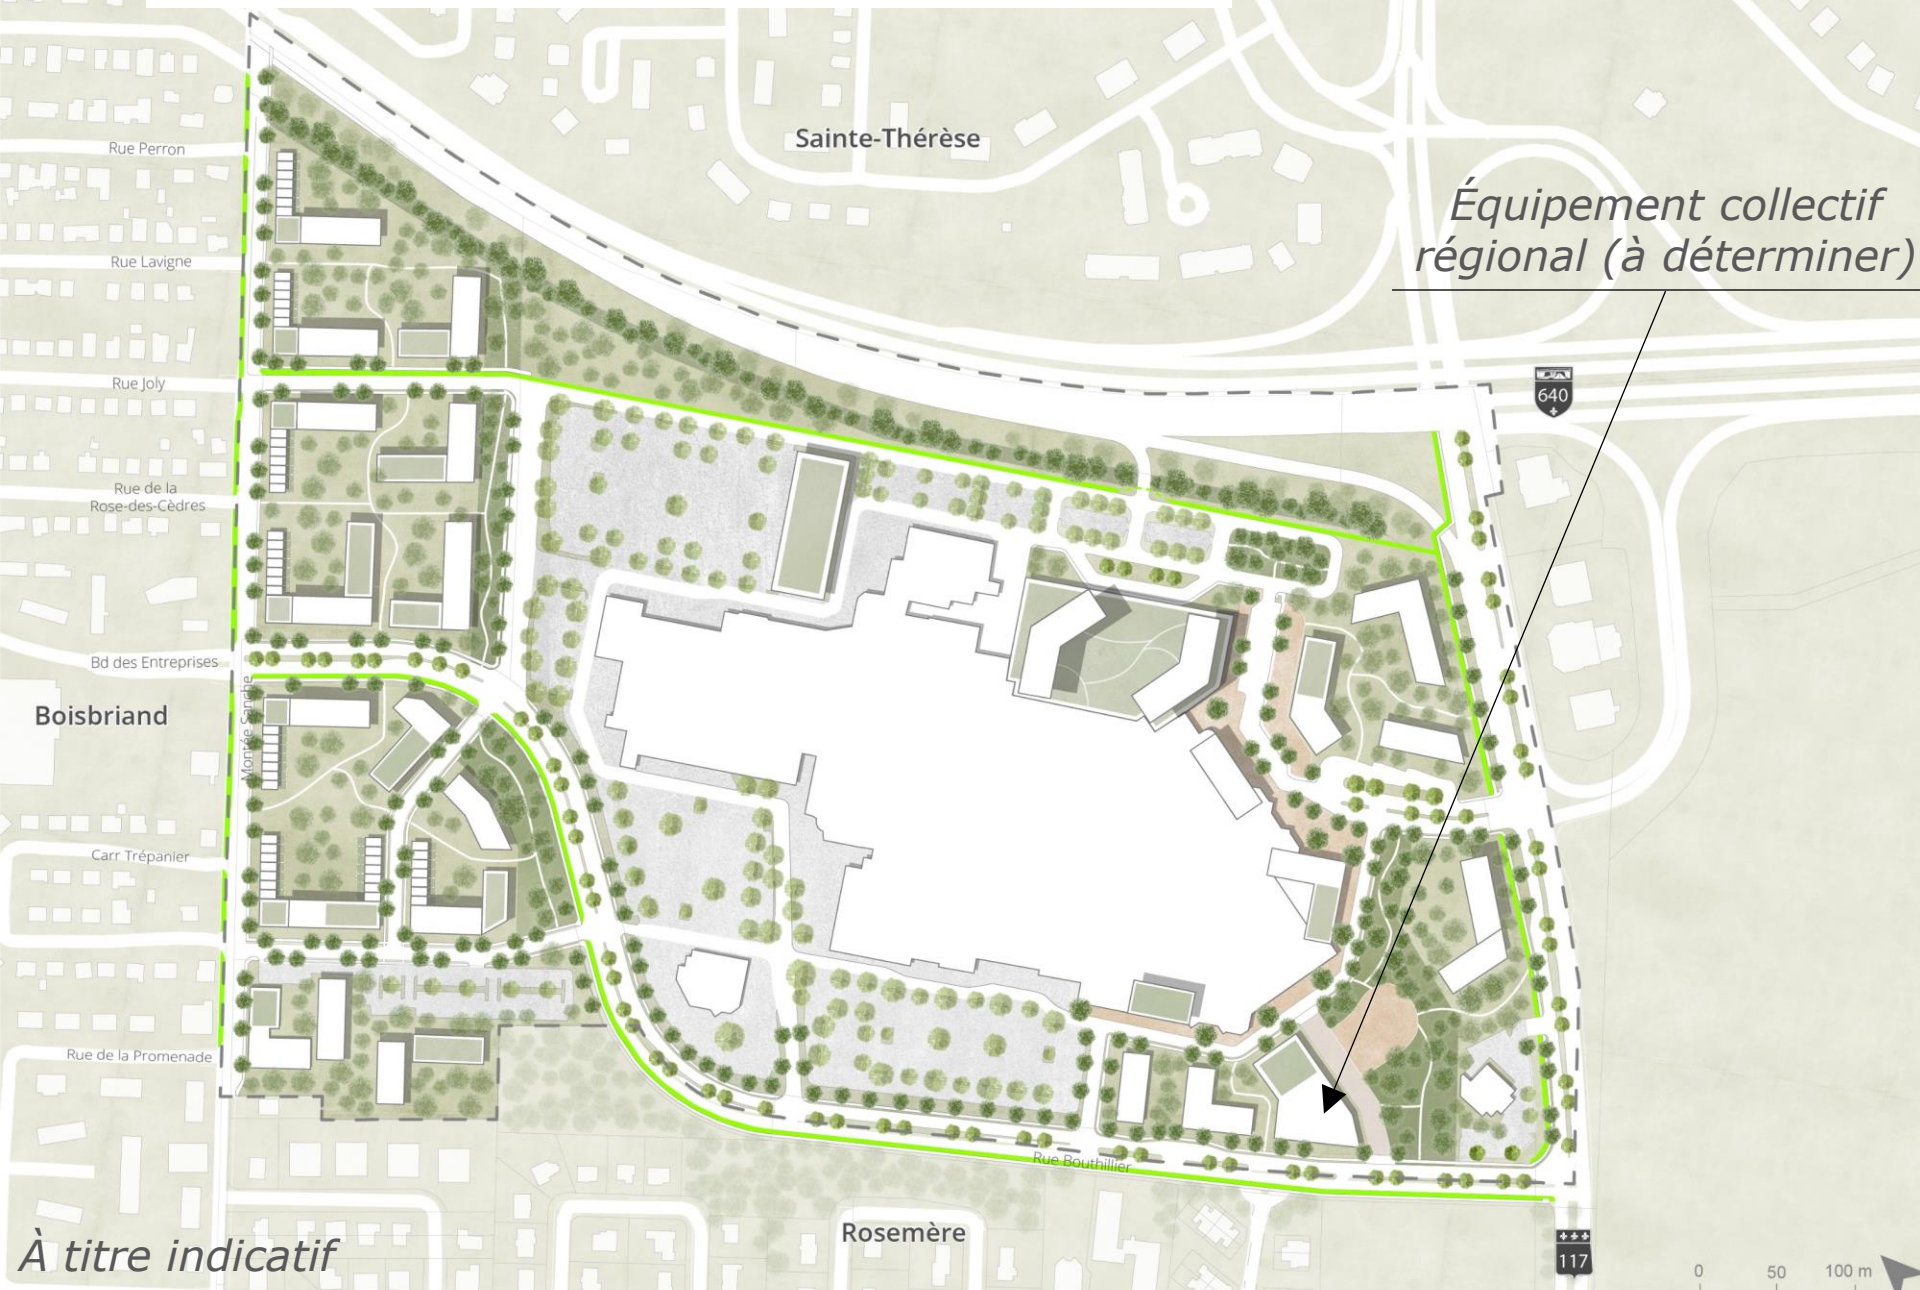 Sainte-Thérèse
Équipement collectif
régional (à déterminer)
Rue Perron
Rue Lavigne
Rue Joly
640
Rue de la
Rose-des-Cèdres
Bd des Entreprises
Boisbriand
Montée Sanche
Carr Trépanier
Rue de la Promenade
Rue Bouthillier
Rosemère
À titre indicatif
117
0 50 100 m